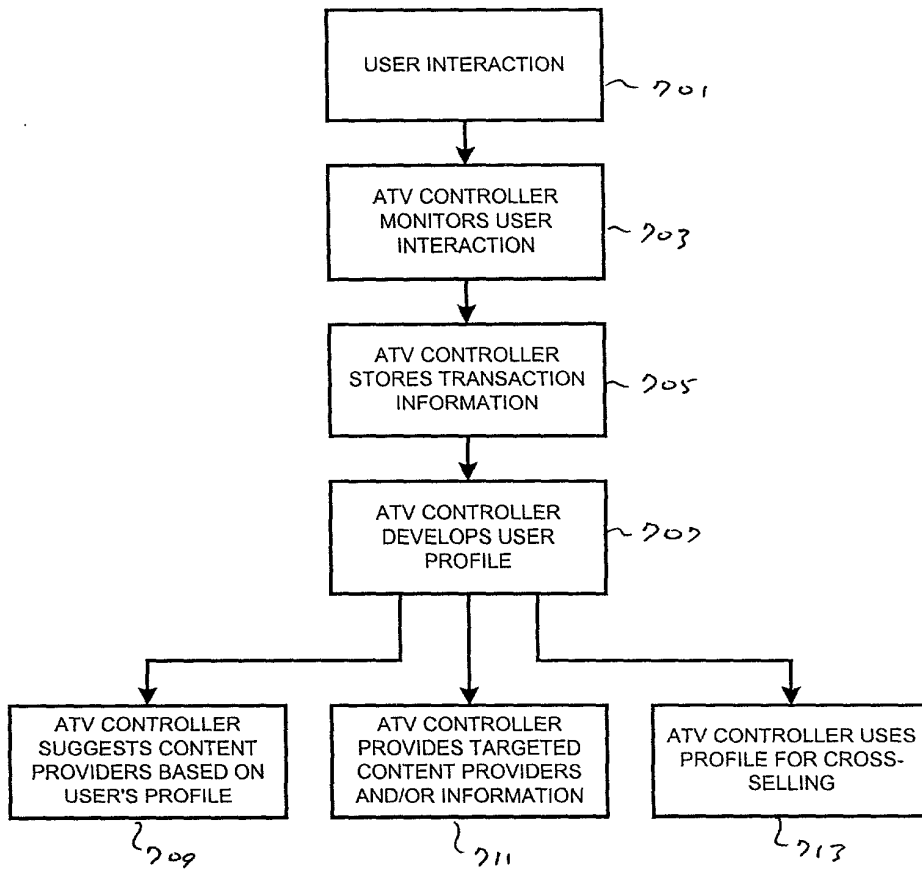 USER INTERACTION
701
ATV CONTROLLER
MONITORS USER
INTERACTION
703
ATV CONTROLLER
STORES TRANSACTION
INFORMATION
705
ATV CONTROLLER
DEVELOPS USER
PROFILE
707
ATV CONTROLLER
SUGGESTS CONTENT
PROVIDERS BASED ON
USER'S PROFILE
709
ATV CONTROLLER
PROVIDES TARGETED
CONTENT PROVIDERS
AND/OR INFORMATION
711
ATV CONTROLLER USES
PROFILE FOR CROSS-
SELLING
713